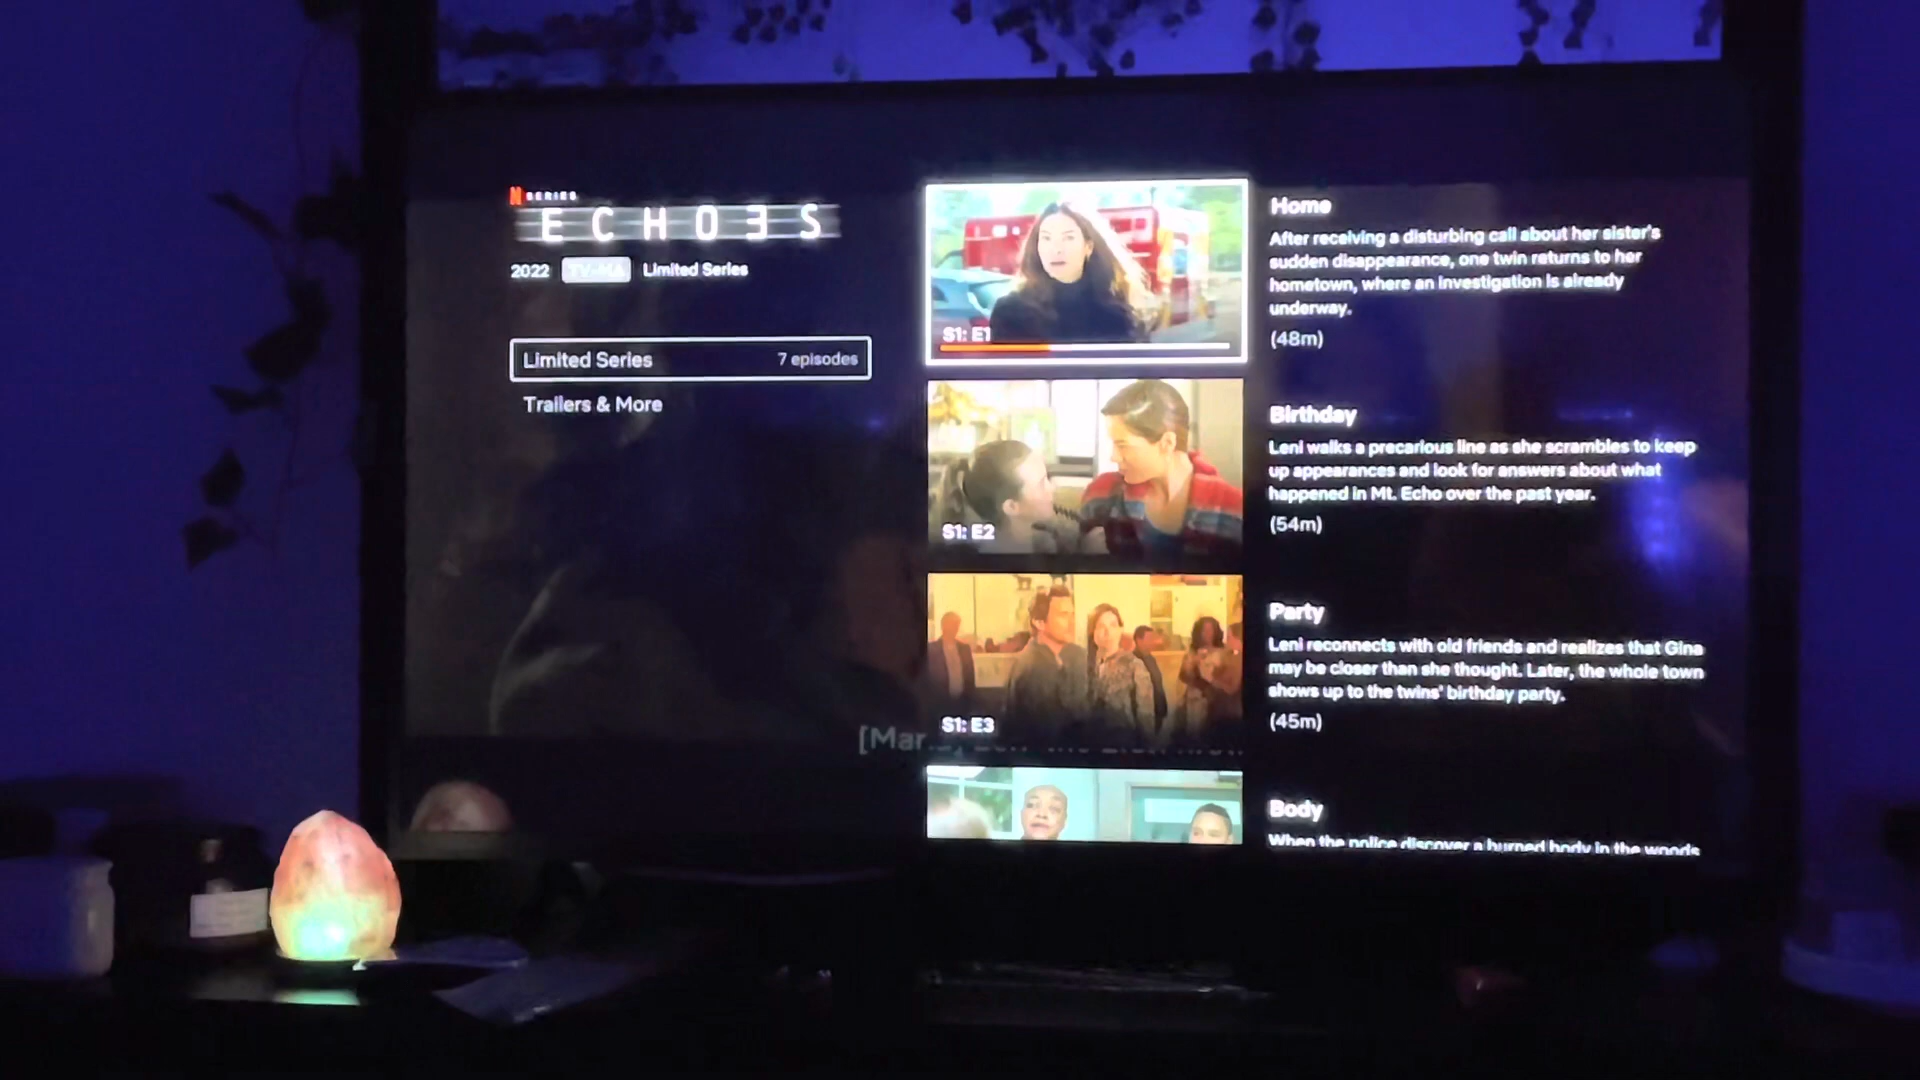 N SERIES
ECHOES
2022 TV-MA Limited Series
Limited Series 7 episodes
Trailers & More
S1: E1
Home
After receiving a disturbing call about her sister's
sudden disappearance, one twin returns to her
hometown, where an investigation is already
underway.
(48m)
S1: E2
Birthday
Leni walks a precarious line as she scrambles to keep
up appearances and look for answers about what
happened in Mt. Echo over the past year.
(54m)
S1: E3
Party
Leni reconnects with old friends and realizes that Gina
may be closer than she thought. Later, the whole town
shows up to the twins' birthday party.
(45m)
Body
When the police discover a burned body in the woods